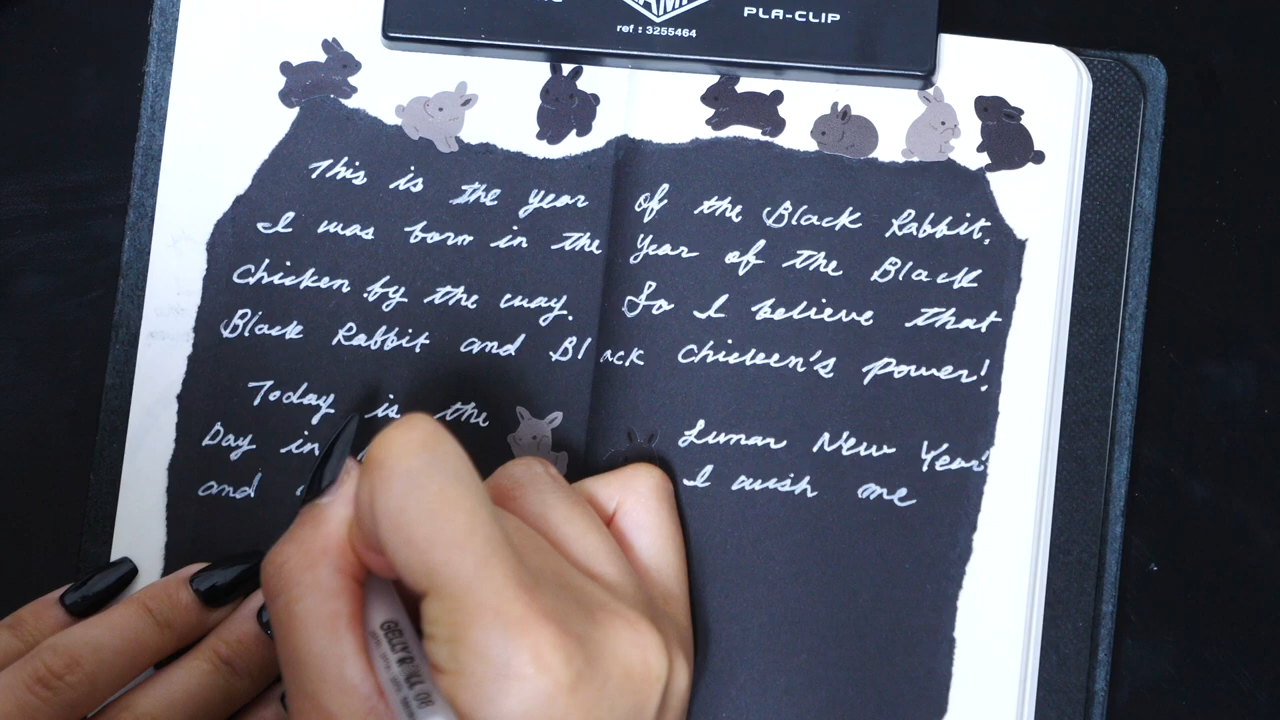 PLA-CLIP
ref : 3255464
This is the year of the Black Rabbit.
I was born in the year of the Black
Chicken by the way. So I believe that
Black Rabbit and Black Chicken's power!
Today is the Lunar New Year's
Day in
and I wish me
GELLY ROLL 08